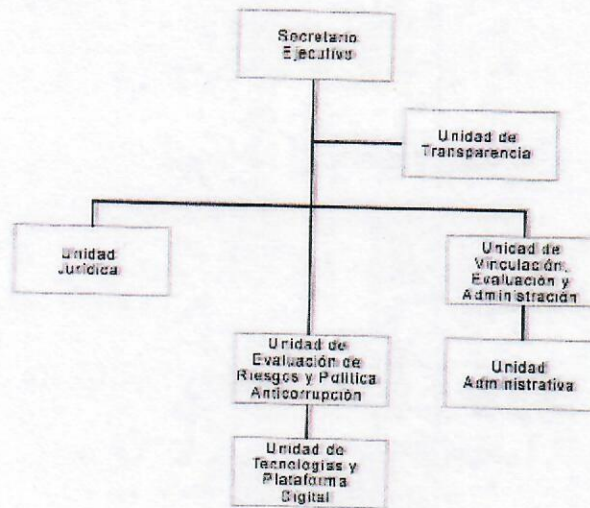 Secretario
Ejecutivo
Unidad de
Transparencia
Unidad
Jurídica
Unidad de
Vinculación,
Evaluación y
Administración
Unidad de
Evaluación de
Riesgos y Política
Anticorrupción
Unidad
Administrativa
Unidad de
Tecnologías y
Plataforma
Digital